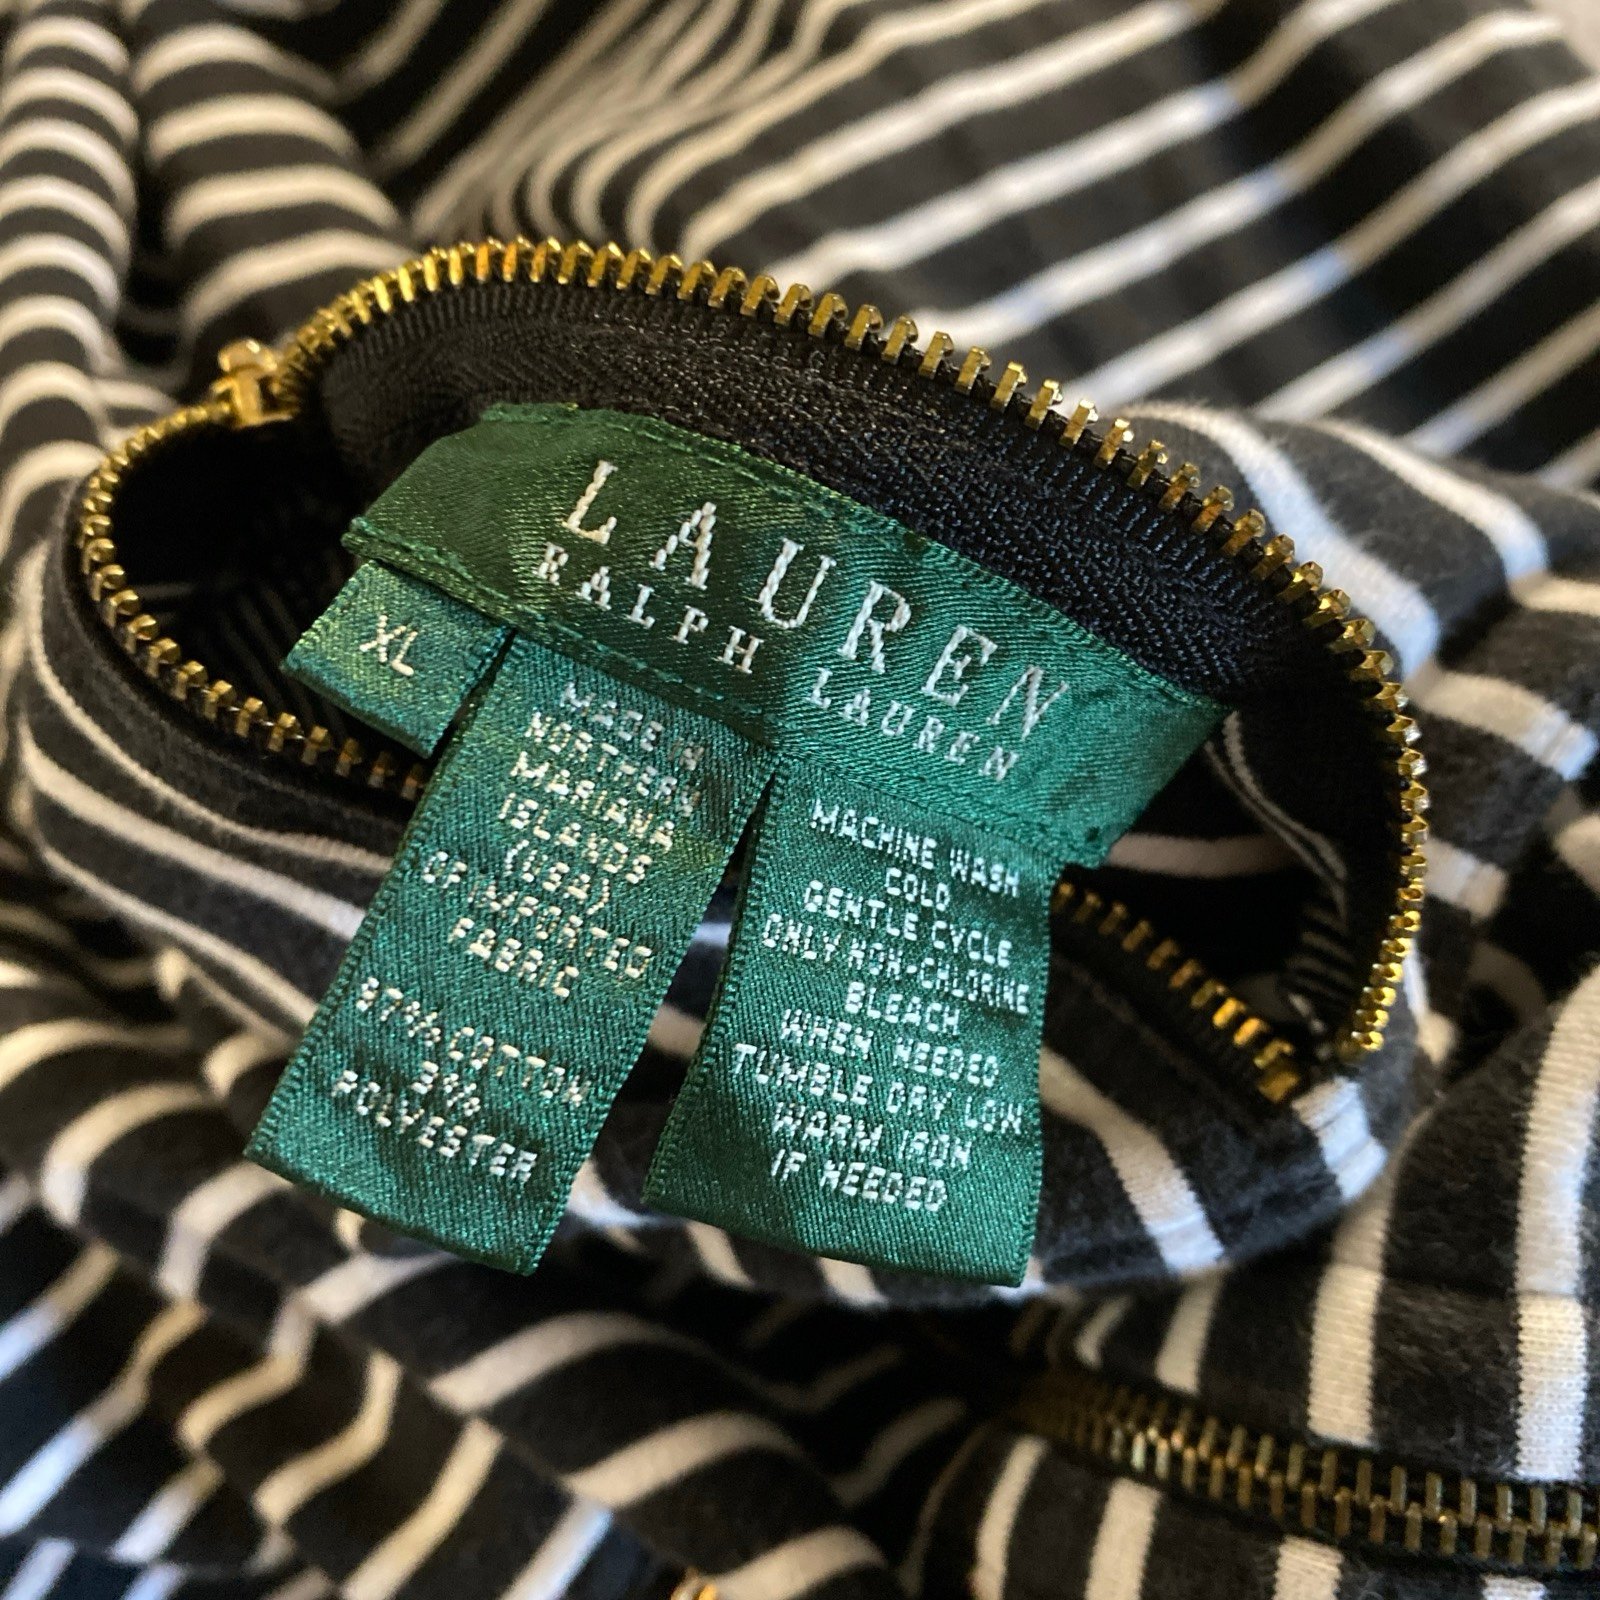 LAUREN
RALPH LAUREN
XL
MADE IN
NORTHERN
MARIANA
ISLANDS
(USA)
OF IMPORTED
FABRIC
97% COTTON
3%
POLYESTER
MACHINE WASH
COLD
GENTLE CYCLE
ONLY NON-CHLORINE
BLEACH
WHEN NEEDED
TUMBLE DRY LOW
WARM IRON
IF NEEDED